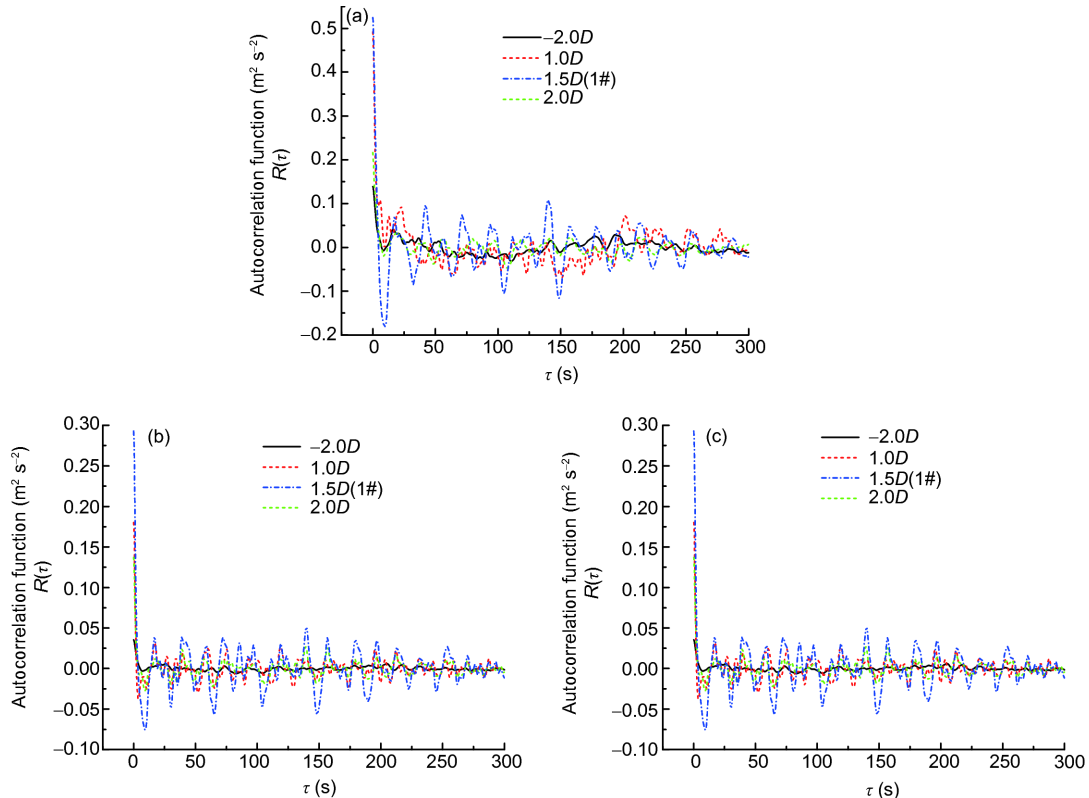 (a)
−2.0D
1.0D
1.5D(1#)
2.0D
Autocorrelation function (m² s⁻²)
R(τ)
0.5
0.4
0.3
0.2
0.1
0.0
−0.1
−0.2
0 50 100 150 200 250 300
τ (s)
(b)
−2.0D
1.0D
1.5D(1#)
2.0D
Autocorrelation function (m² s⁻²)
R(τ)
0.30
0.25
0.20
0.15
0.10
0.05
0.00
−0.05
−0.10
0 50 100 150 200 250 300
τ (s)
(c)
−2.0D
1.0D
1.5D(1#)
2.0D
Autocorrelation function (m² s⁻²)
R(τ)
0.30
0.25
0.20
0.15
0.10
0.05
0.00
−0.05
−0.10
0 50 100 150 200 250 300
τ (s)